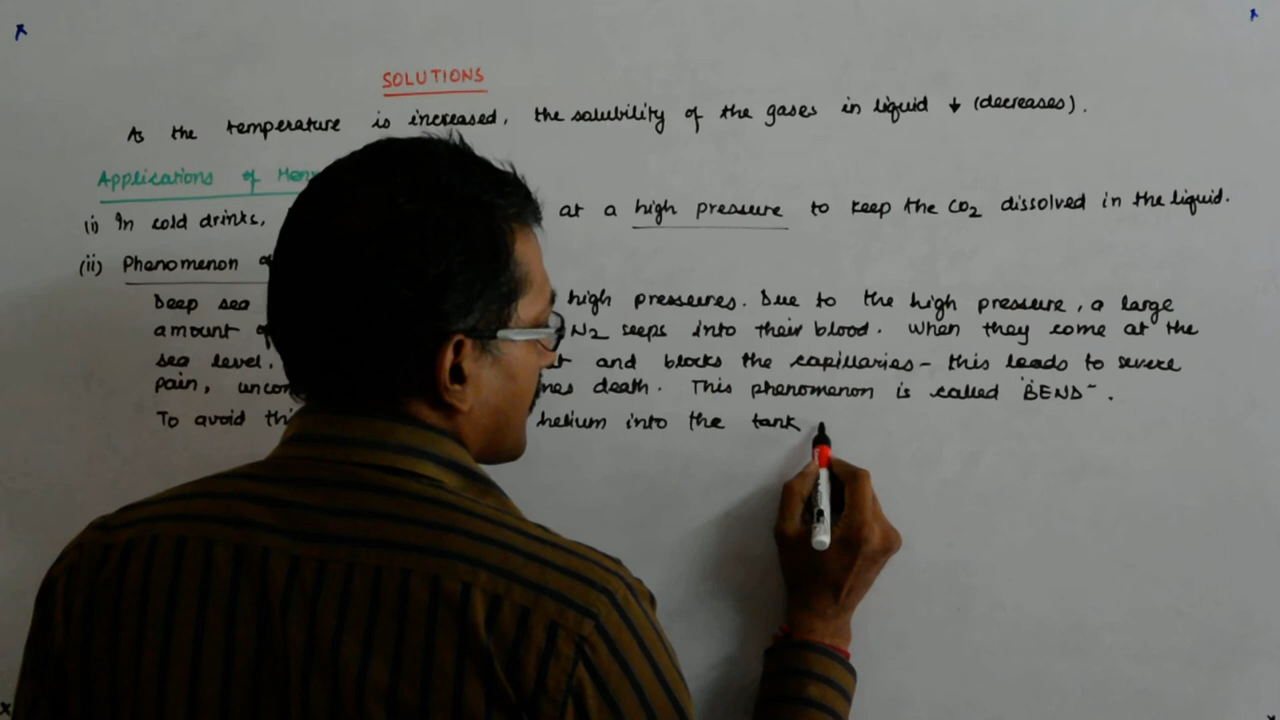 SOLUTIONS
As the temperature is increased, the solubility of the gases in liquid ↓ (decreases).
Applications of
(i) In cold drinks, at a high pressure to keep the CO2 dissolved in the liquid.
(ii) Phenomenon
Deep sea high pressures. Due to the high pressure, a large
amount N2 seeps into their blood. When they come at the
sea level, and blocks the capillaries - this leads to severe
pain, death. This phenomenon is called "BEND".
To avoid helium into the tank